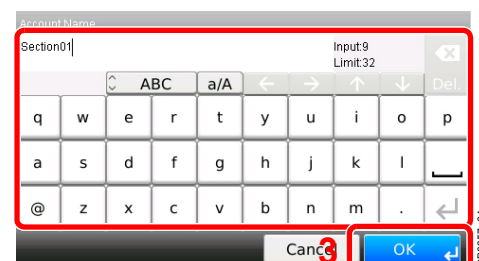 Account Name
Section01
Input:9
Limit:32
ABC a/A Del.
q w e r t y u i o p
a s d f g h j k l
@ z x c v b n m .
Cancel 3 OK